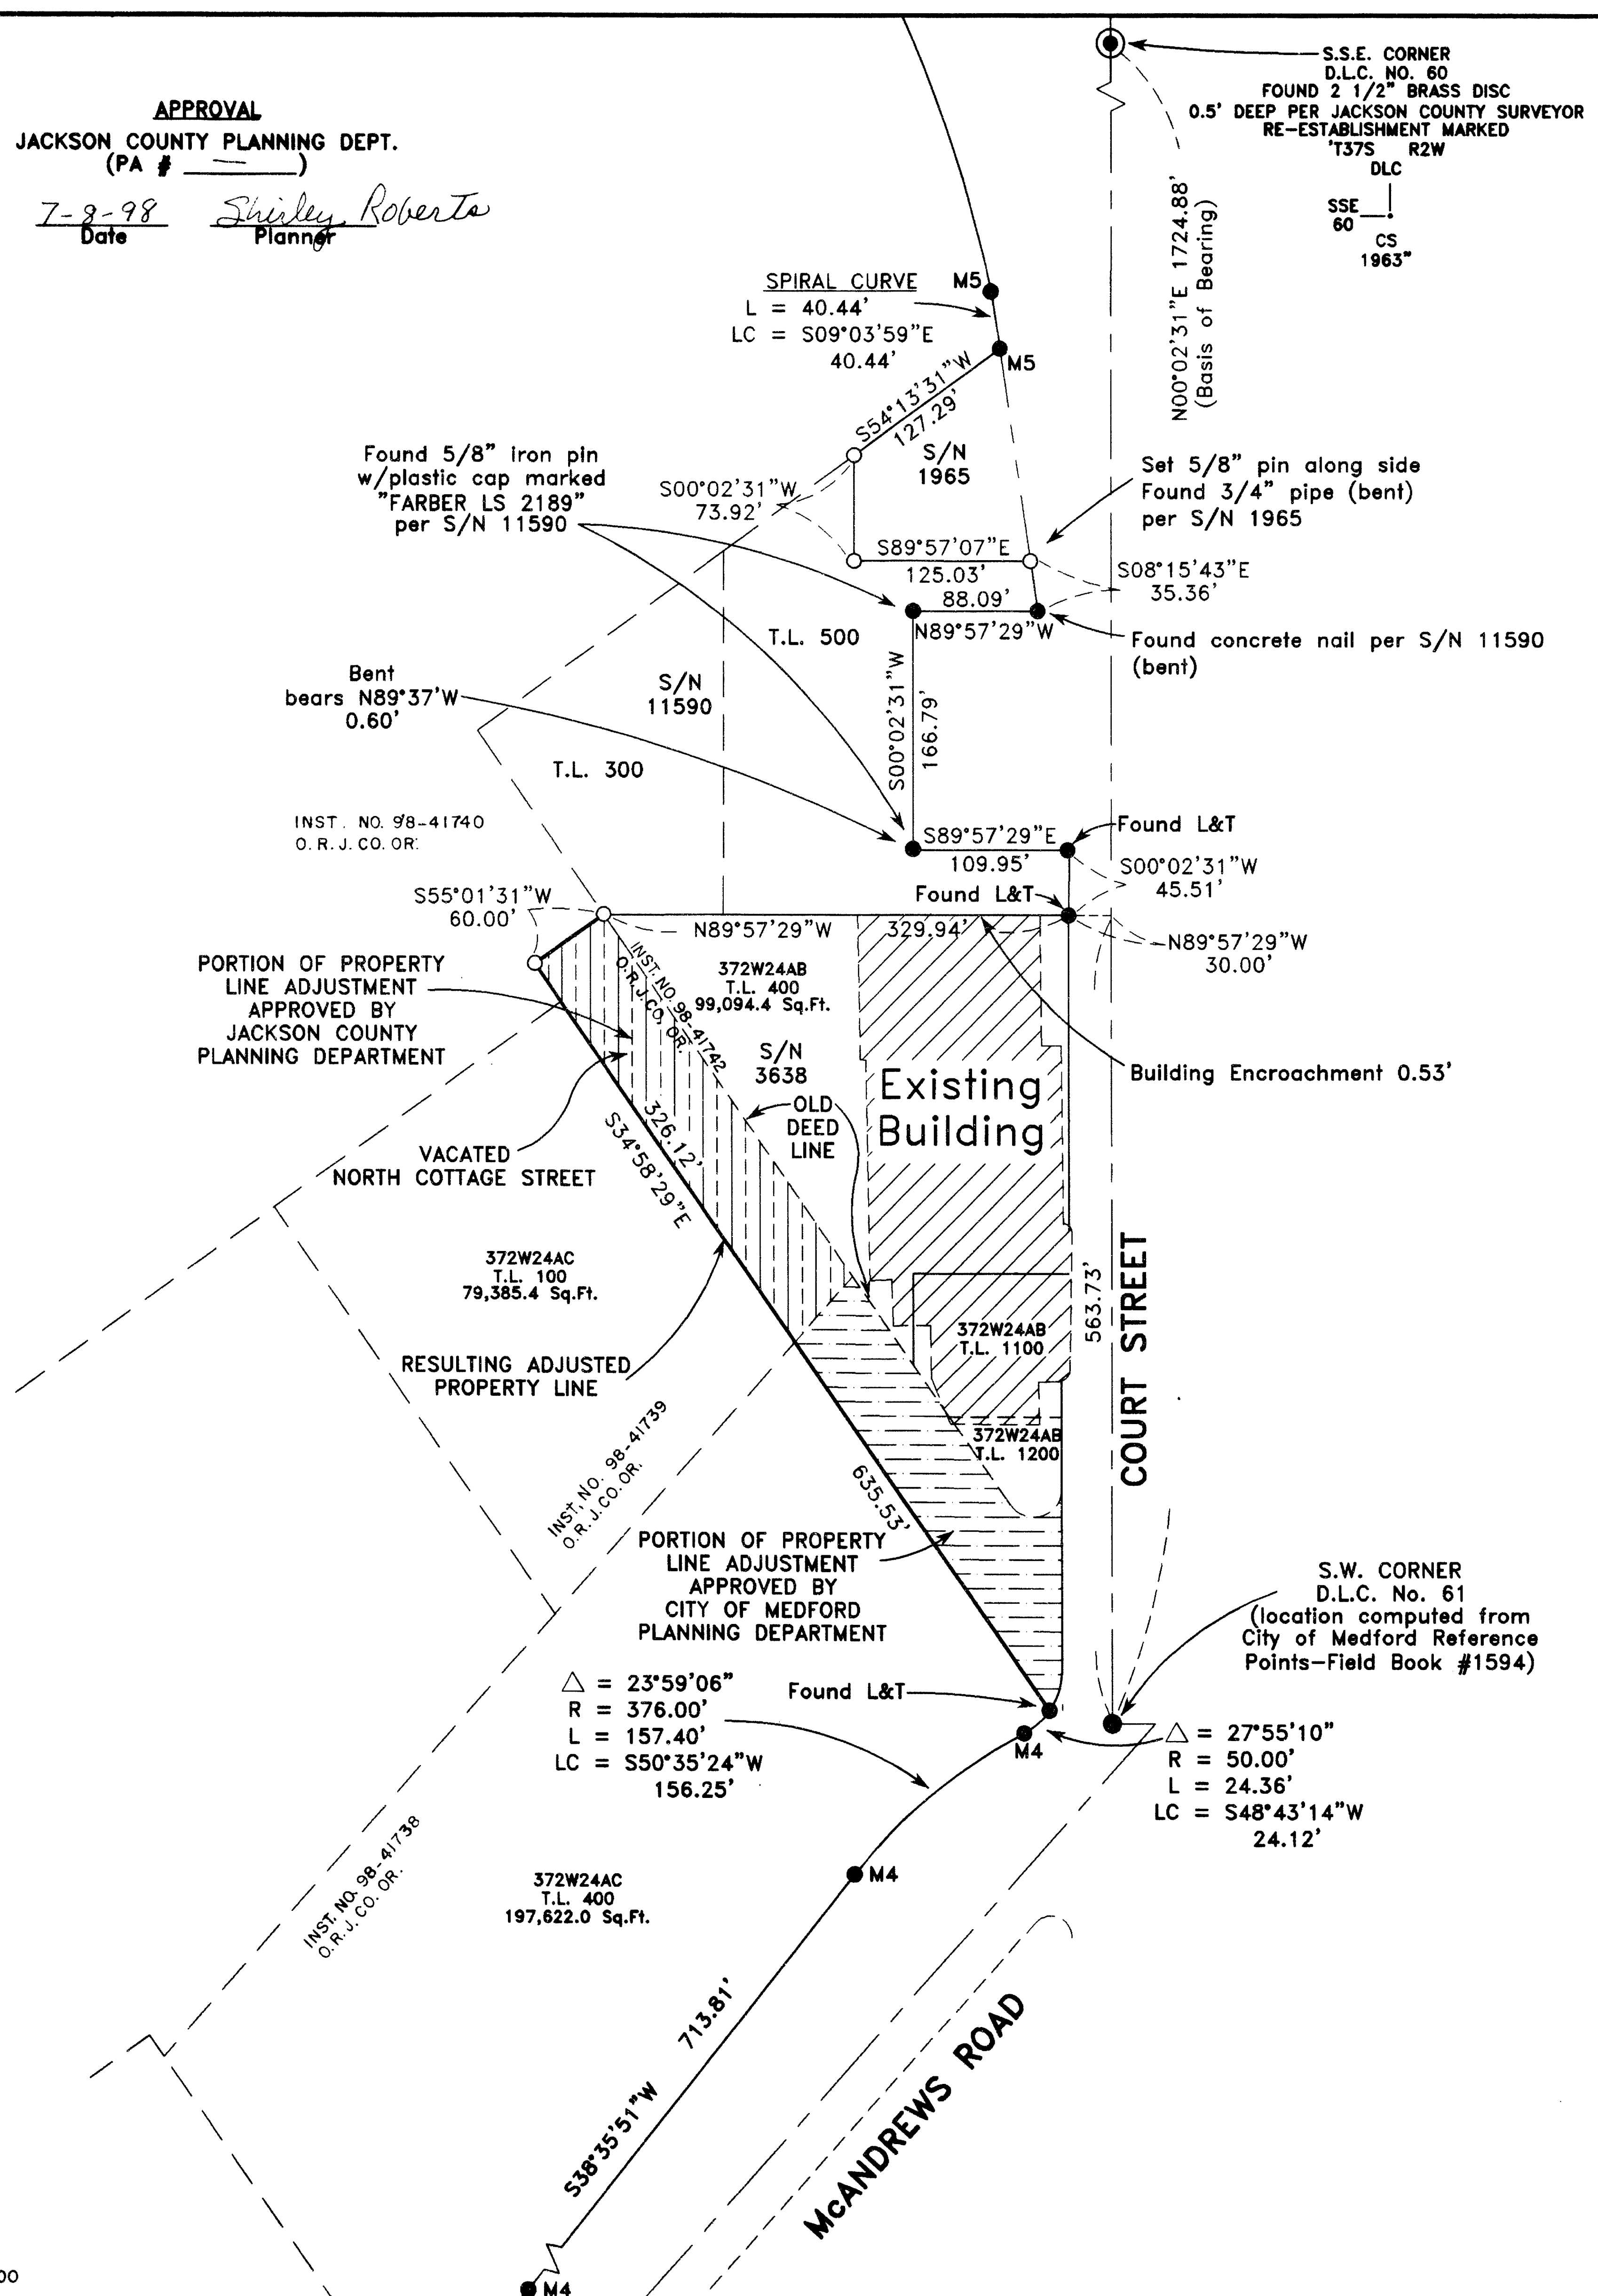 APPROVAL
JACKSON COUNTY PLANNING DEPT.
(PA # — )
7-8-98 Shirley Roberts
Date Planner
S.S.E. CORNER
D.L.C. NO. 60
FOUND 2 1/2" BRASS DISC
0.5' DEEP PER JACKSON COUNTY SURVEYOR
RE-ESTABLISHMENT MARKED
'T37S R2W
DLC
SSE
60
CS
1963"
N00°02'31"E 1724.88'
(Basis of Bearing)
SPIRAL CURVE
L = 40.44'
LC = S09°03'59"E
40.44'
M5
M5
S54°13'31"W
127.29'
S/N
1965
Found 5/8" iron pin
w/plastic cap marked
"FARBER LS 2189"
per S/N 11590
S00°02'31"W
73.92'
Set 5/8" pin along side
Found 3/4" pipe (bent)
per S/N 1965
S89°57'07"E
125.03'
S08°15'43"E
35.36'
88.09'
N89°57'29"W
Found concrete nail per S/N 11590
(bent)
T.L. 500
S/N
11590
Bent
bears N89°37'W
0.60'
S00°02'31"W
166.79'
T.L. 300
INST. NO. 98-41740
O.R.J.CO.OR.
S89°57'29"E
109.95'
Found L&T
S00°02'31"W
45.51'
Found L&T
S55°01'31"W
60.00'
N89°57'29"W
329.94'
N89°57'29"W
30.00'
PORTION OF PROPERTY
LINE ADJUSTMENT
APPROVED BY
JACKSON COUNTY
PLANNING DEPARTMENT
INST. NO. 98-41742
O.R.J.CO. OR.
372W24AB
T.L. 400
99,094.4 Sq.Ft.
S/N
3638
Existing
Building
Building Encroachment 0.53'
OLD
DEED
LINE
VACATED
NORTH COTTAGE STREET
326.12'
S34°58'29"E
372W24AC
T.L. 100
79,385.4 Sq.Ft.
563.73'
COURT STREET
372W24AB
T.L. 1100
RESULTING ADJUSTED
PROPERTY LINE
372W24AB
T.L. 1200
INST. NO. 98-41739
O.R.J.CO.OR.
635.53'
PORTION OF PROPERTY
LINE ADJUSTMENT
APPROVED BY
CITY OF MEDFORD
PLANNING DEPARTMENT
S.W. CORNER
D.L.C. No. 61
(location computed from
City of Medford Reference
Points-Field Book #1594)
△ = 23°59'06"
R = 376.00'
L = 157.40'
LC = S50°35'24"W
156.25'
Found L&T
M4
△ = 27°55'10"
R = 50.00'
L = 24.36'
LC = S48°43'14"W
24.12'
INST. NO. 98-41738
O.R.J.CO.OR.
M4
372W24AC
T.L. 400
197,622.0 Sq.Ft.
713.81'
S38°35'51"W
McANDREWS ROAD
M4
00